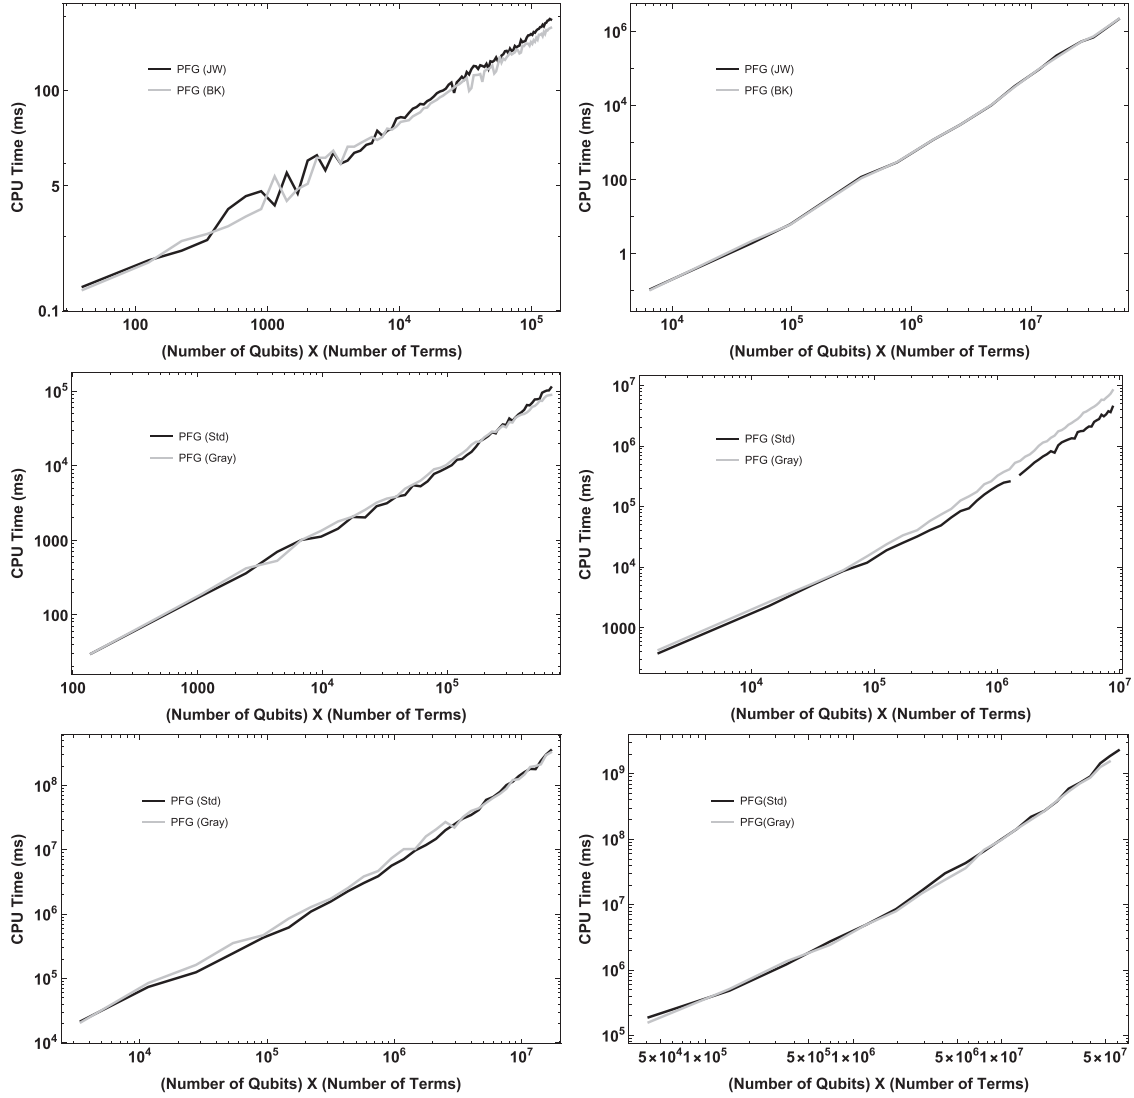 PFG (JW)
PFG (BK)
100
5
0.1
100
1000
10⁴
10⁵
CPU Time (ms)
(Number of Qubits) X (Number of Terms)
PFG (JW)
PFG (BK)
10⁶
10⁴
100
1
10⁴
10⁵
10⁶
10⁷
CPU Time (ms)
(Number of Qubits) X (Number of Terms)
PFG (Std)
PFG (Gray)
10⁵
10⁴
1000
100
100
1000
10⁴
10⁵
CPU Time (ms)
(Number of Qubits) X (Number of Terms)
PFG (Std)
PFG (Gray)
10⁷
10⁶
10⁵
10⁴
1000
10⁴
10⁵
10⁶
10⁷
CPU Time (ms)
(Number of Qubits) X (Number of Terms)
PFG (Std)
PFG (Gray)
10⁸
10⁷
10⁶
10⁵
10⁴
10⁴
10⁵
10⁶
10⁷
CPU Time (ms)
(Number of Qubits) X (Number of Terms)
PFG(Std)
PFG(Gray)
10⁹
10⁸
10⁷
10⁶
10⁵
5×10⁴1×10⁵
5×10⁵1×10⁶
5×10⁶1×10⁷
5×10⁷
CPU Time (ms)
(Number of Qubits) X (Number of Terms)